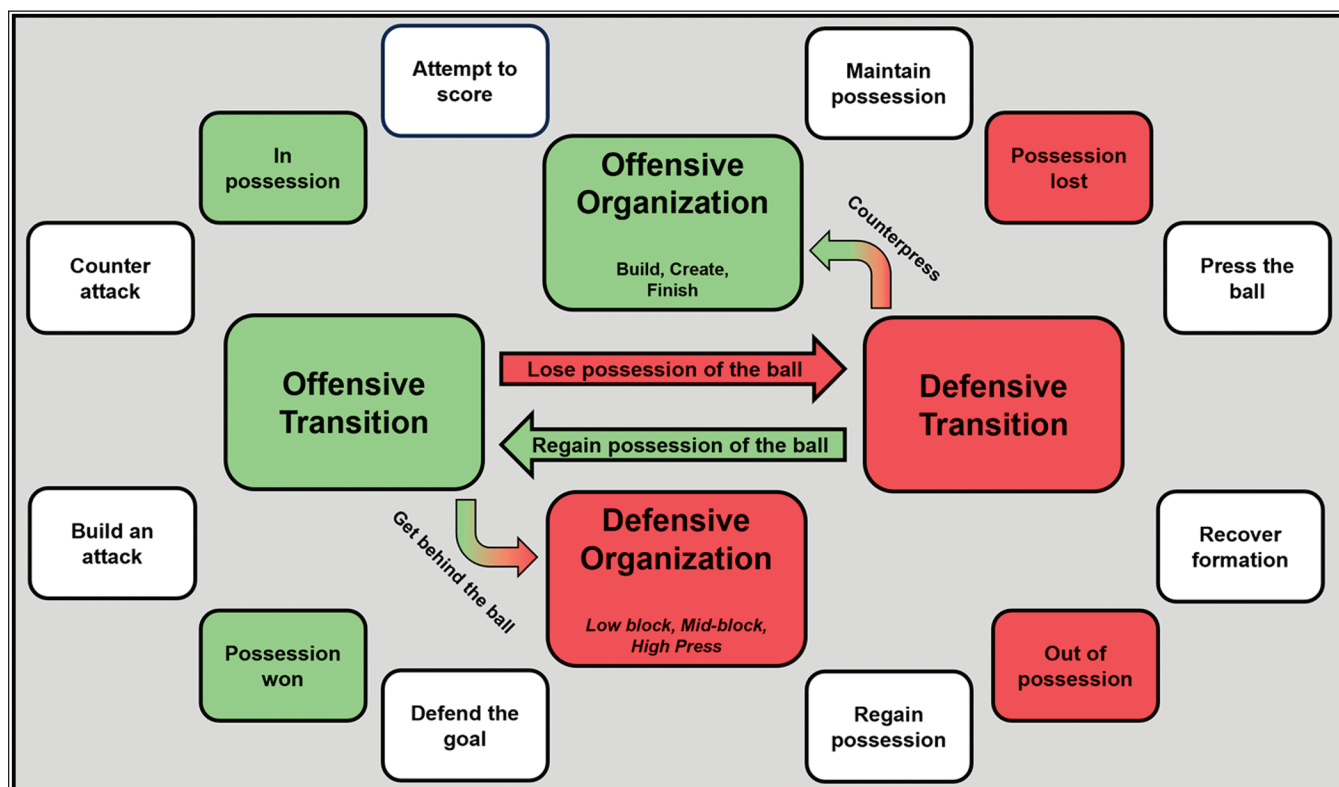 Attempt to
score
Maintain
possession
In
possession
Possession
lost
Offensive
Organization
Build, Create,
Finish
Counterpress
Counter
attack
Press the
ball
Offensive
Transition
Lose possession of the ball
Regain possession of the ball
Defensive
Transition
Build an
attack
Get behind the ball
Defensive
Organization
Low block, Mid-block,
High Press
Recover
formation
Possession
won
Out of
possession
Defend the
goal
Regain
possession